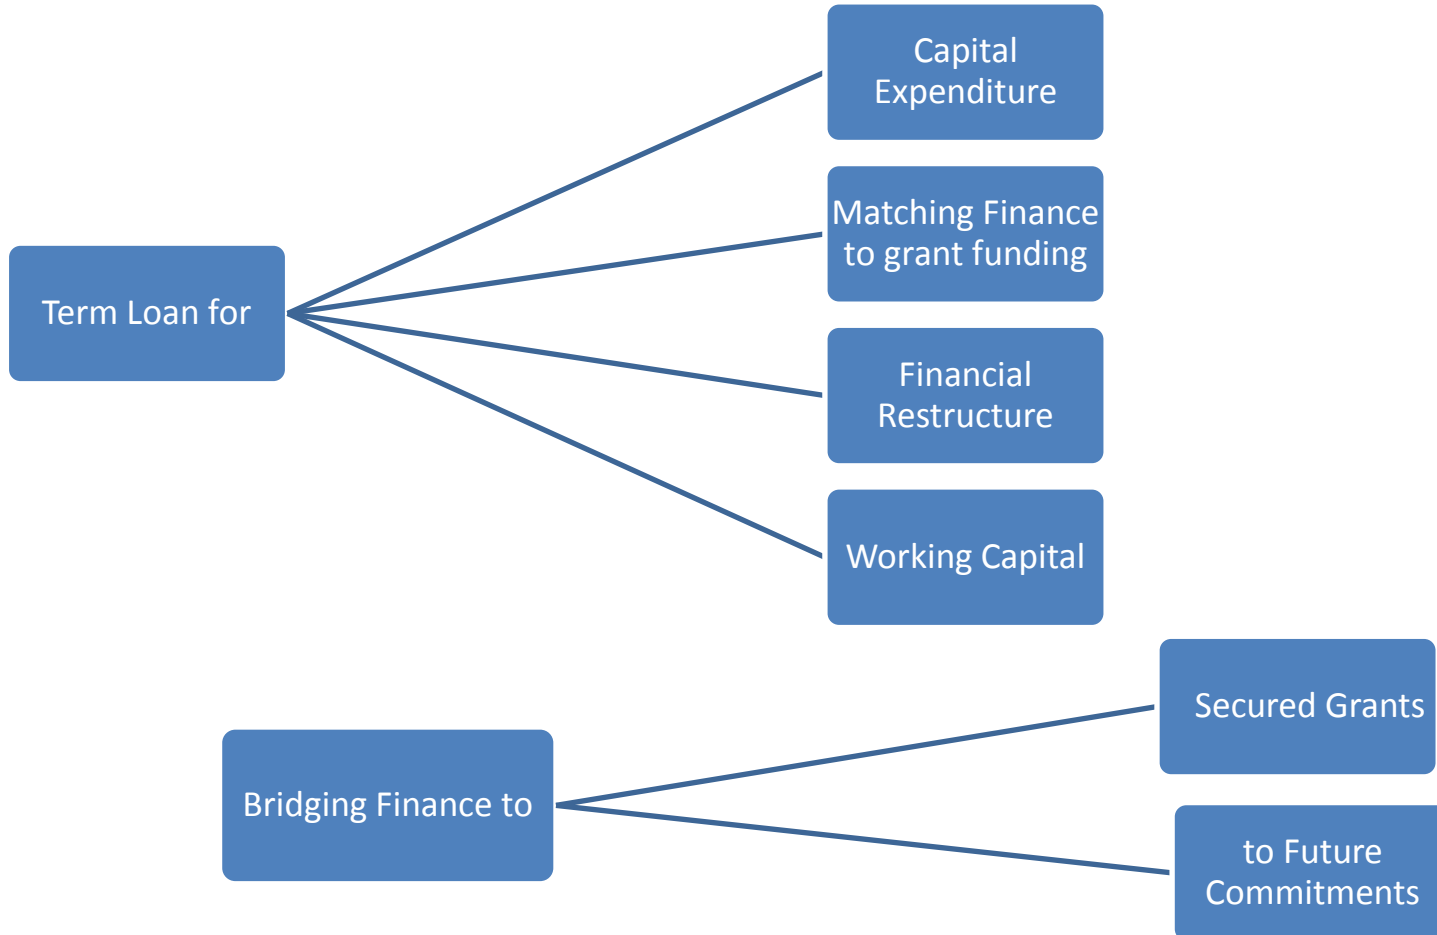 Capital
Expenditure
Matching Finance
to grant funding
Term Loan for
Financial
Restructure
Working Capital
Secured Grants
Bridging Finance to
to Future
Commitments